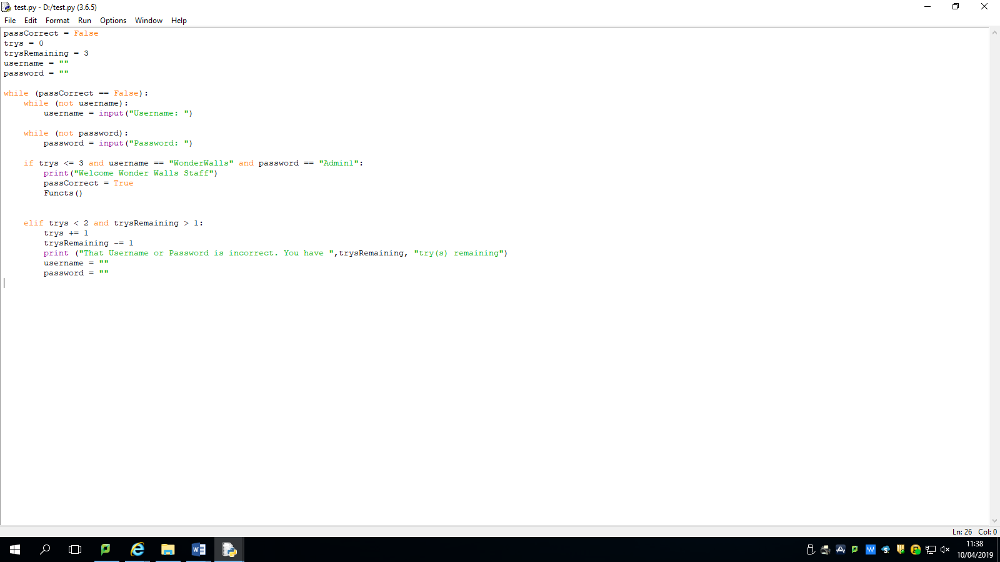 test.py - D:/test.py (3.6.5)
File Edit Format Run Options Window Help
passCorrect = False
trys = 0
trysRemaining = 3
username = ""
password = ""
while (passCorrect == False):
    while (not username):
        username = input("Username: ")
    while (not password):
        password = input("Password: ")
    if trys <= 3 and username == "WonderWalls" and password == "Admin1":
        print("Welcome Wonder Walls Staff")
        passCorrect = True
        Functs()
    elif trys < 2 and trysRemaining > 1:
        trys += 1
        trysRemaining -= 1
        print ("That Username or Password is incorrect. You have ",trysRemaining, "try(s) remaining")
        username = ""
        password = ""
Ln: 26 Col: 0
11:38
10/04/2019